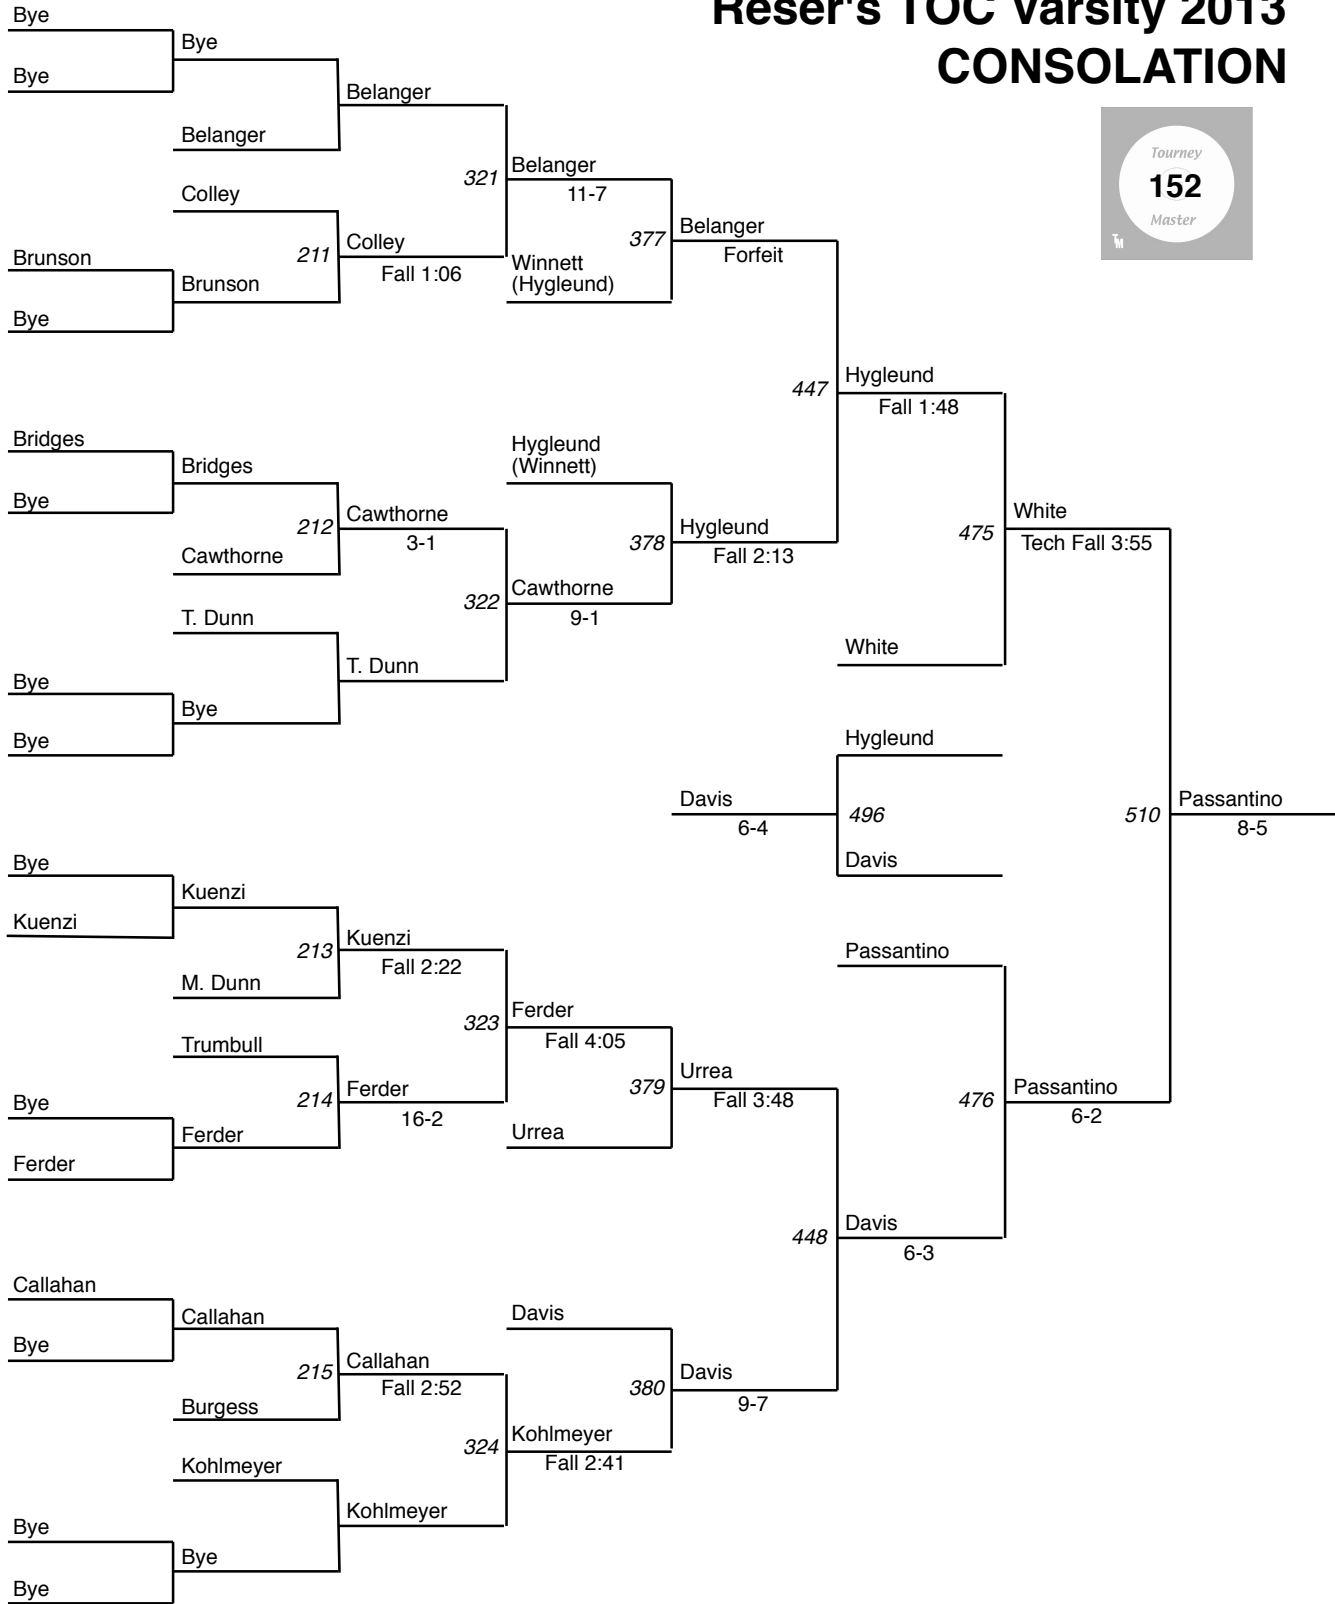 Reser's TOC Varsity 2013
CONSOLATION
Tourney
152
Master
TM
Bye
Bye
Bye
Belanger
Belanger
Colley
321
Belanger
11-7
Brunson
Bye
Brunson
211
Colley
Fall 1:06
Winnett
(Hygleund)
377
Belanger
Forfeit
447
Hygleund
Fall 1:48
Bridges
Bye
Bridges
212
Cawthorne
3-1
Cawthorne
Hygleund
(Winnett)
378
Hygleund
Fall 2:13
322
Cawthorne
9-1
T. Dunn
T. Dunn
Bye
Bye
Bye
475
White
Tech Fall 3:55
White
Hygleund
Davis
6-4
496
Davis
510
Passantino
8-5
Bye
Kuenzi
Kuenzi
213
Kuenzi
Fall 2:22
M. Dunn
323
Ferder
Fall 4:05
Trumbull
214
Ferder
16-2
Bye
Ferder
Ferder
Urrea
379
Urrea
Fall 3:48
Passantino
476
Passantino
6-2
448
Davis
6-3
Callahan
Bye
Callahan
215
Callahan
Fall 2:52
Burgess
Davis
380
Davis
9-7
324
Kohlmeyer
Fall 2:41
Kohlmeyer
Kohlmeyer
Bye
Bye
Bye